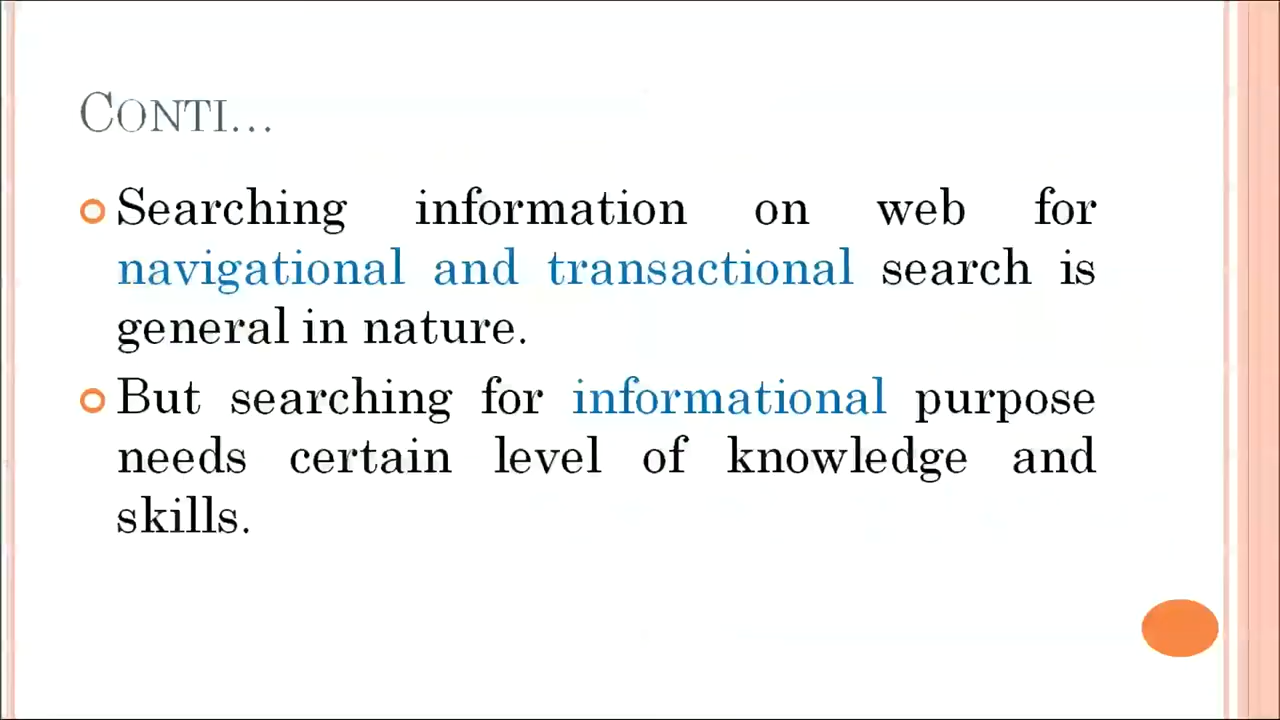 Conti...
Searching information on web for
navigational and transactional search is
general in nature.
But searching for informational purpose
needs certain level of knowledge and
skills.